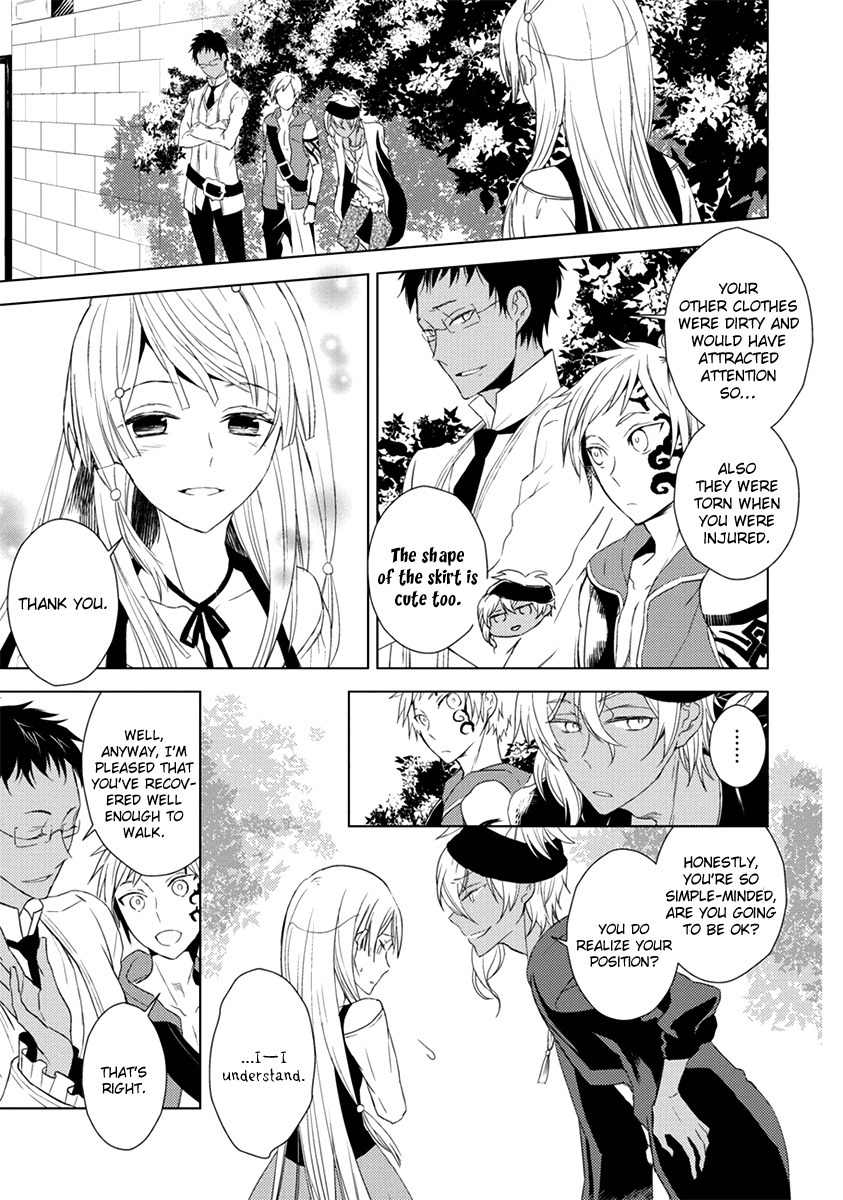 YOUR
OTHER CLOTHES
WERE DIRTY AND
WOULD HAVE
ATTRACTED
ATTENTION
SO...
ALSO
THEY WERE
TORN WHEN
YOU WERE
INJURED.
The shape
of the skirt is
cute too.
THANK YOU.
......
HONESTLY,
YOU'RE SO
SIMPLE-MINDED,
ARE YOU GOING
TO BE OK?
YOU DO
REALIZE YOUR
POSITION?
...I—I
understand.
WELL,
ANYWAY, I'M
PLEASED THAT
YOU'VE RECOV-
ERED WELL
ENOUGH TO
WALK.
THAT'S
RIGHT.